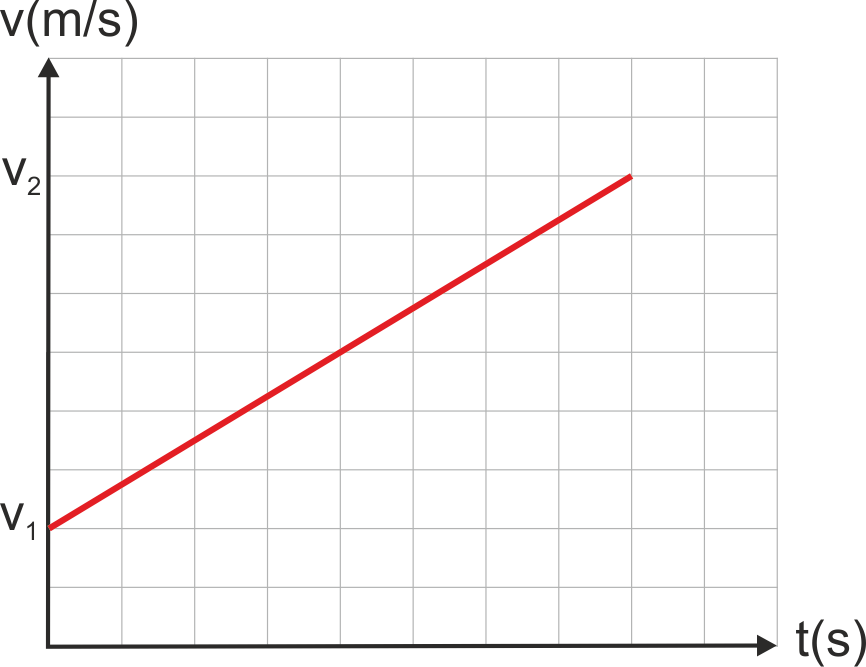 v(m/s)
v₂
v₁
t(s)